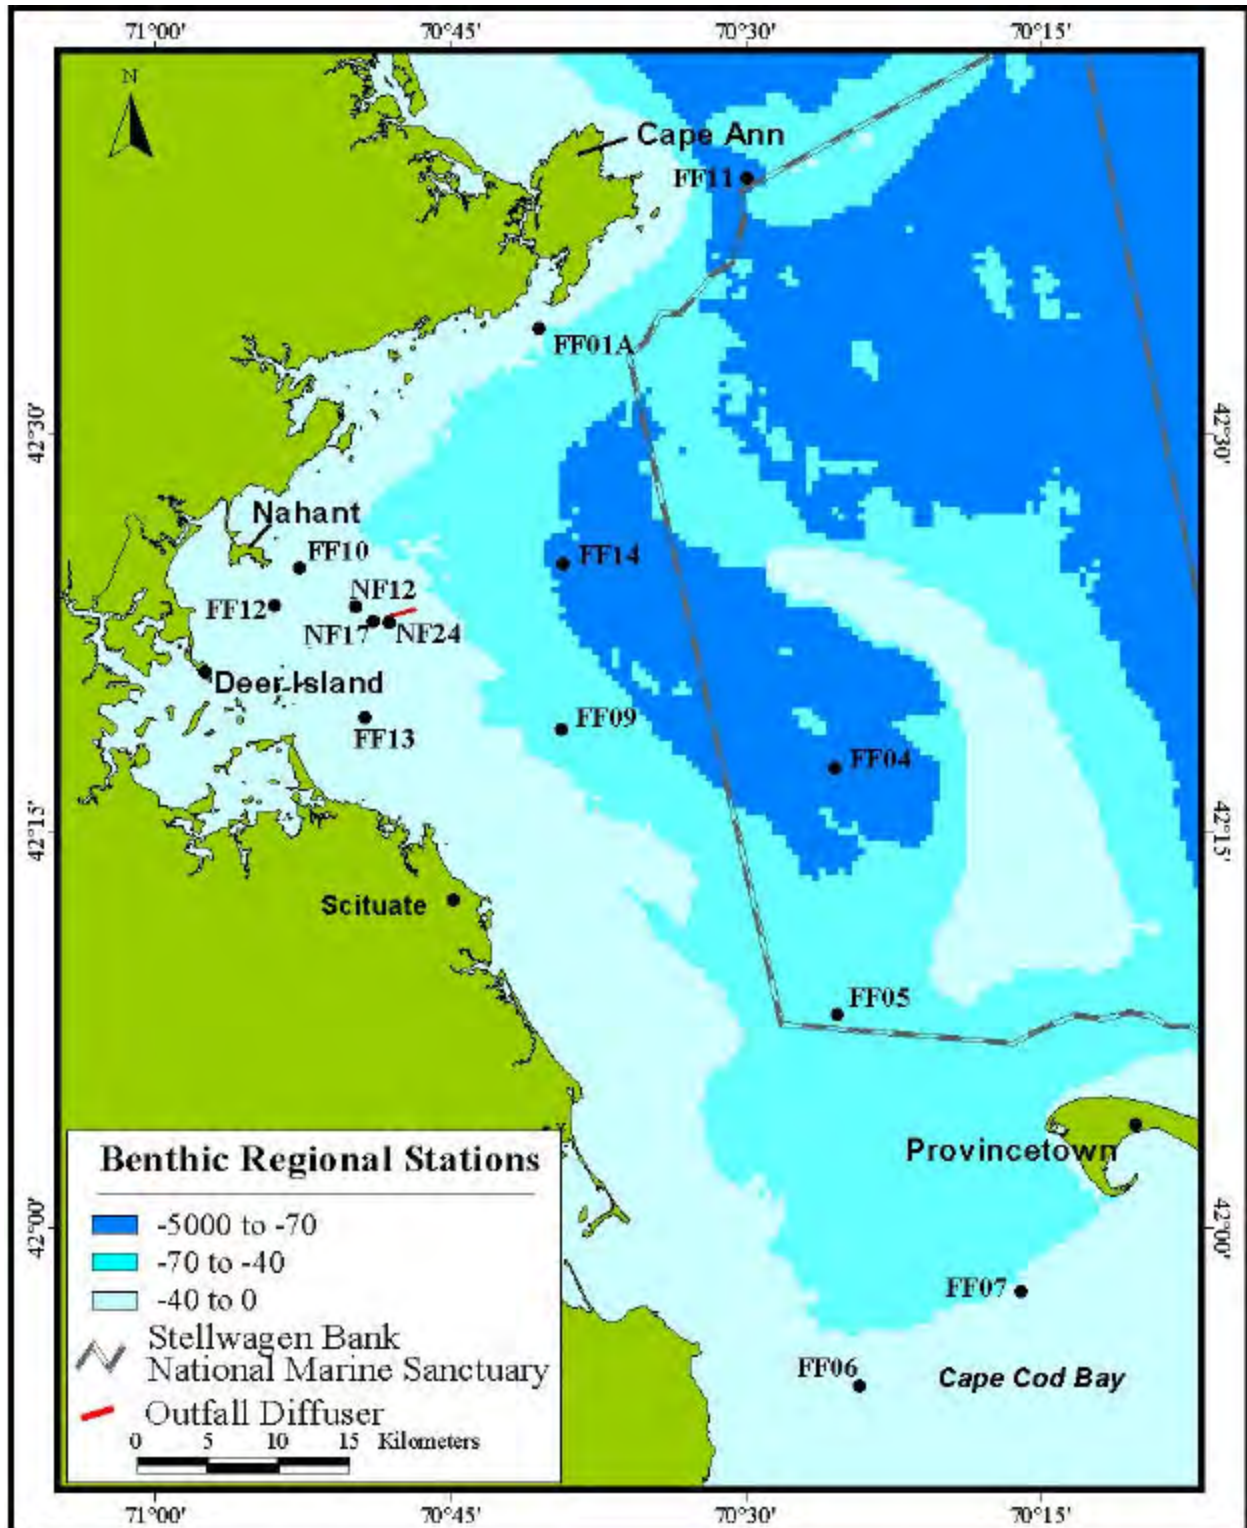 71°00' 70°45' 70°30' 70°15'
N
Cape Ann
FF11
FF01A
42°30' 42°30'
Nahant
FF10
FF14
NF12
FF12
NF17 NF24
Deer Island
FF09
FF13
FF04
42°15' 42°15'
Scituate
FF05
Provincetown
Benthic Regional Stations
-5000 to -70
42°00' 42°00'
-70 to -40
FF07
-40 to 0
Stellwagen Bank
National Marine Sanctuary
FF06
Cape Cod Bay
Outfall Diffuser
0 5 10 15 Kilometers
71°00' 70°45' 70°30' 70°15'